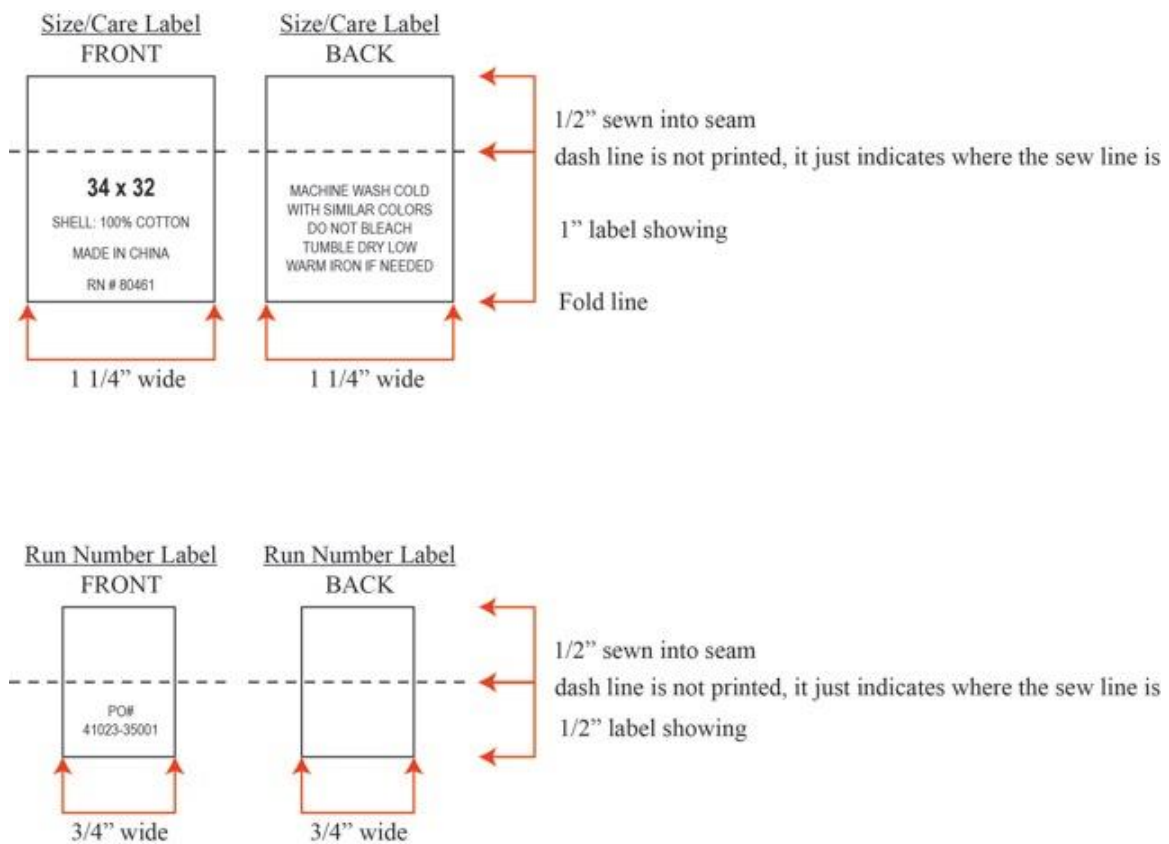 Size/Care Label
FRONT
Size/Care Label
BACK
1/2” sewn into seam
dash line is not printed, it just indicates where the sew line is
34 x 32
SHELL: 100% COTTON
MADE IN CHINA
RN # 80461
MACHINE WASH COLD
WITH SIMILAR COLORS
DO NOT BLEACH
TUMBLE DRY LOW
WARM IRON IF NEEDED
1” label showing
Fold line
1 1/4” wide
1 1/4” wide
Run Number Label
FRONT
Run Number Label
BACK
1/2” sewn into seam
dash line is not printed, it just indicates where the sew line is
PO#
41023-35001
1/2” label showing
3/4” wide
3/4” wide